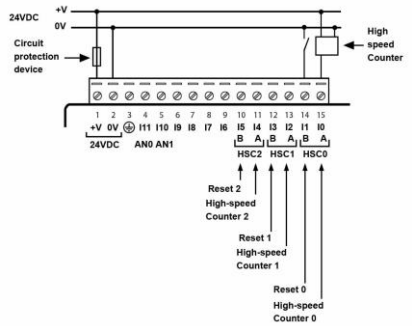 +V
24VDC
0V
Circuit
protection
device
High
speed
Counter
1 2 3 4 5 6 7 8 9 10 11 12 13 14 15
+V 0V I11 I10 I9 I8 I7 I6 I5 I4 I3 I2 I1 I0
B A B A B A
24VDC AN0 AN1 HSC2 HSC1 HSC0
Reset 2
High-speed
Counter 2
Reset 1
High-speed
Counter 1
Reset 0
High-speed
Counter 0